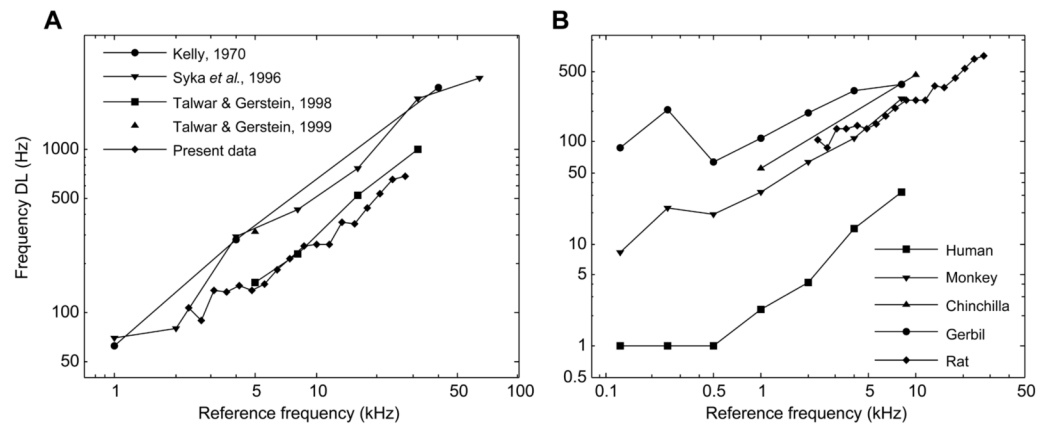 A
Kelly, 1970
Syka et al., 1996
Talwar & Gerstein, 1998
Talwar & Gerstein, 1999
Present data
Frequency DL (Hz)
1000
500
100
50
1 5 10 50 100
Reference frequency (kHz)
B
500
100
50
10
5
1
0.5
Human
Monkey
Chinchilla
Gerbil
Rat
0.1 0.5 1 5 10 50
Reference frequency (kHz)